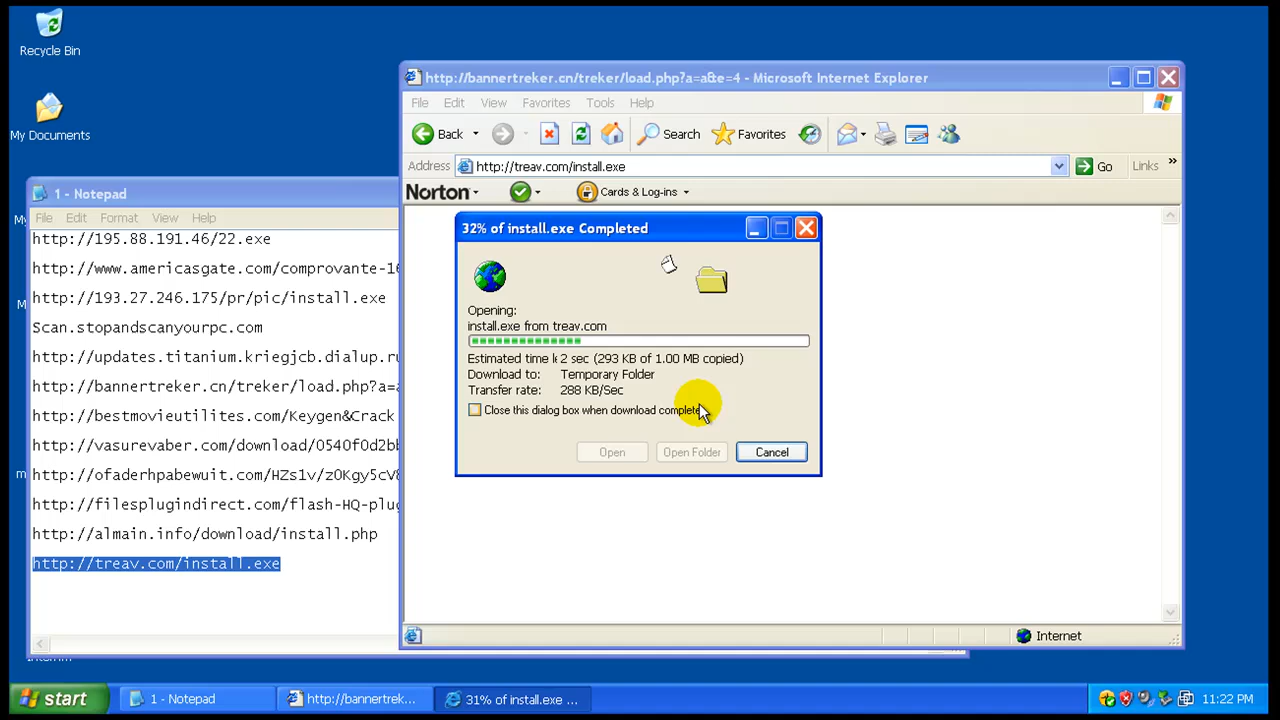 Recycle Bin
My Documents
1 - Notepad
File Edit Format View Help
http://195.88.191.46/22.exe
http://www.americasgate.com/comprovante-16
http://193.27.246.175/pr/pic/install.exe
Scan.stopandscanyourpc.com
http://updates.titanium.kriegjcb.dialup.ru
http://bannertreker.cn/treker/load.php?a=a
http://bestmovieutilites.com/Keygen&Crack
http://vasurevaber.com/download/0540f0d2bb
http://ofaderhpabewuit.com/HZs1v/z0Kgy5cV8
http://filesplugindirect.com/flash-HQ-plug
http://almain.info/download/install.php
http://treav.com/install.exe
http://bannertreker.cn/treker/load.php?a=a&e=4 - Microsoft Internet Explorer
File Edit View Favorites Tools Help
Back Search Favorites
Address http://treav.com/install.exe Go Links »
Norton Cards & Log-ins
32% of install.exe Completed
Opening:
install.exe from treav.com
Estimated time l 2 sec (293 KB of 1.00 MB copied)
Download to: Temporary Folder
Transfer rate: 288 KB/Sec
Close this dialog box when download complete
Open Open Folder Cancel
Internet
start 1 - Notepad http://bannertrek... 31% of install.exe ... 11:22 PM